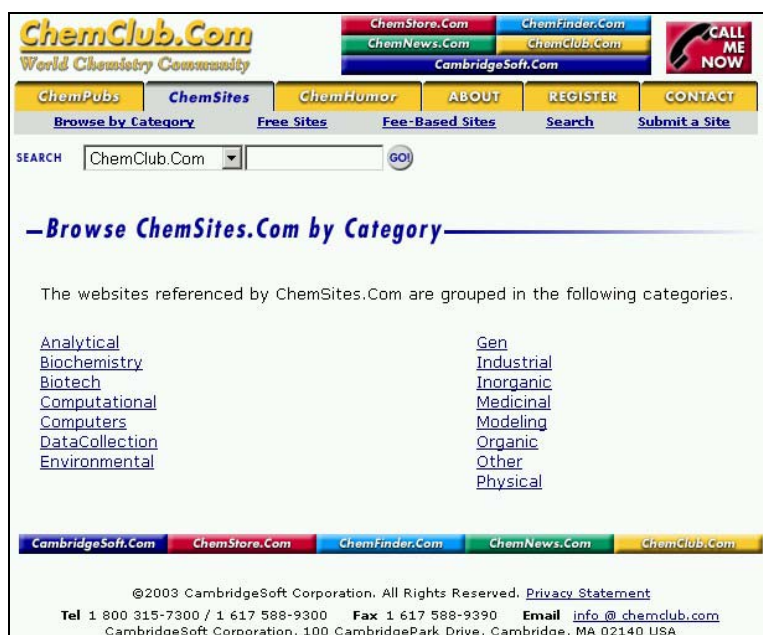 ChemClub.Com
World Chemistry Community
ChemStore.Com ChemFinder.Com
ChemNews.Com ChemClub.Com
CambridgeSoft.Com
CALL
ME
NOW
ChemPubs ChemSites ChemHumor ABOUT REGISTER CONTACT
Browse by Category Free Sites Fee-Based Sites Search Submit a Site
SEARCH ChemClub.Com GO!
Browse ChemSites.Com by Category
The websites referenced by ChemSites.Com are grouped in the following categories.
Analytical
Biochemistry
Biotech
Computational
Computers
DataCollection
Environmental
Gen
Industrial
Inorganic
Medicinal
Modeling
Organic
Other
Physical
CambridgeSoft.Com ChemStore.Com ChemFinder.Com ChemNews.Com ChemClub.Com
©2003 CambridgeSoft Corporation. All Rights Reserved. Privacy Statement
Tel 1 800 315-7300 / 1 617 588-9300 Fax 1 617 588-9390 Email info @ chemclub.com
CambridgeSoft Corporation, 100 CambridgePark Drive, Cambridge, MA 02140 USA